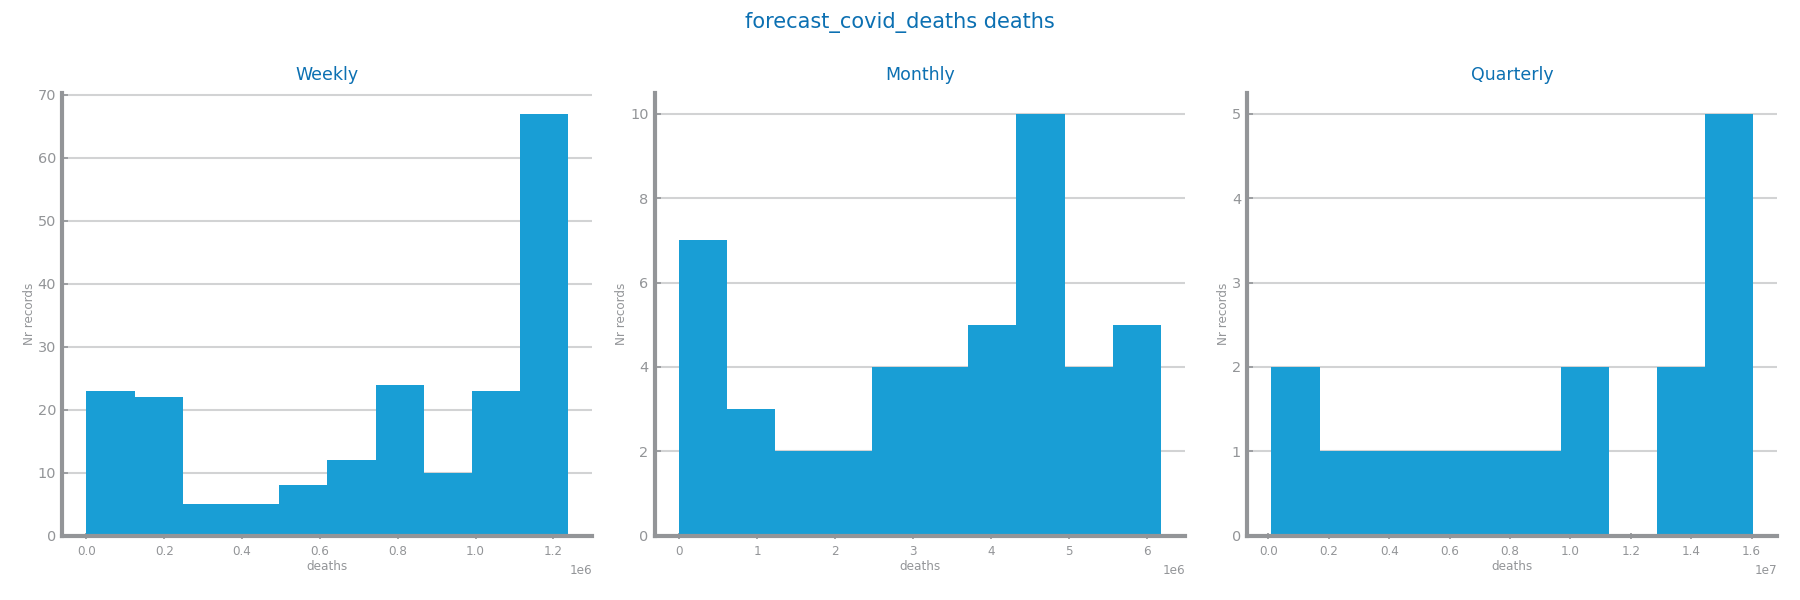 forecast_covid_deaths deaths
Weekly
70
60
50
40
30
20
10
0
Nr records
0.0 0.2 0.4 0.6 0.8 1.0 1.2
deaths
1e6
Monthly
10
8
6
4
2
0
Nr records
0 1 2 3 4 5 6
deaths
1e6
Quarterly
5
4
3
2
1
0
Nr records
0.0 0.2 0.4 0.6 0.8 1.0 1.2 1.4 1.6
deaths
1e7